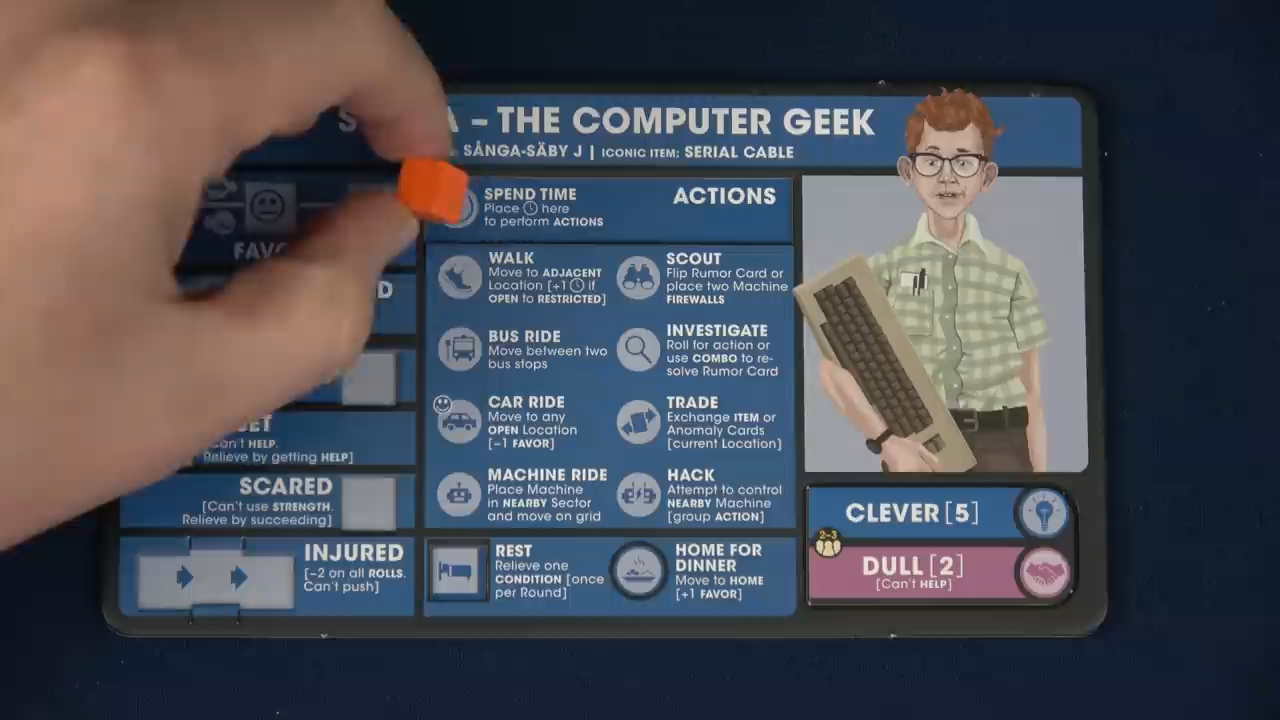 – THE COMPUTER GEEK
SÅNGA-SÄBY J | ICONIC ITEM: SERIAL CABLE
SPEND TIME
Place here
to perform ACTIONS
ACTIONS
WALK
Move to ADJACENT
Location [+1 if
OPEN to RESTRICTED]
SCOUT
Flip Rumor Card or
place two Machine
FIREWALLS
BUS RIDE
Move between two
bus stops
INVESTIGATE
Roll for action or
use COMBO to re-
solve Rumor Card
CAR RIDE
Move to any
OPEN Location
[–1 FAVOR]
TRADE
Exchange ITEM or
Anomaly Cards
[current Location]
MACHINE RIDE
Place Machine
in NEARBY Sector
and move on grid
HACK
Attempt to control
NEARBY Machine
[group ACTION]
REST
Relieve one
CONDITION [once
per Round]
HOME FOR
DINNER
Move to HOME
[+1 FAVOR]
HELP.
Relieve by getting HELP]
SCARED
[Can't use STRENGTH.
Relieve by succeeding]
INJURED
[–2 on all ROLLS.
Can't push]
CLEVER [5]
2–3
DULL [2]
[Can't HELP]